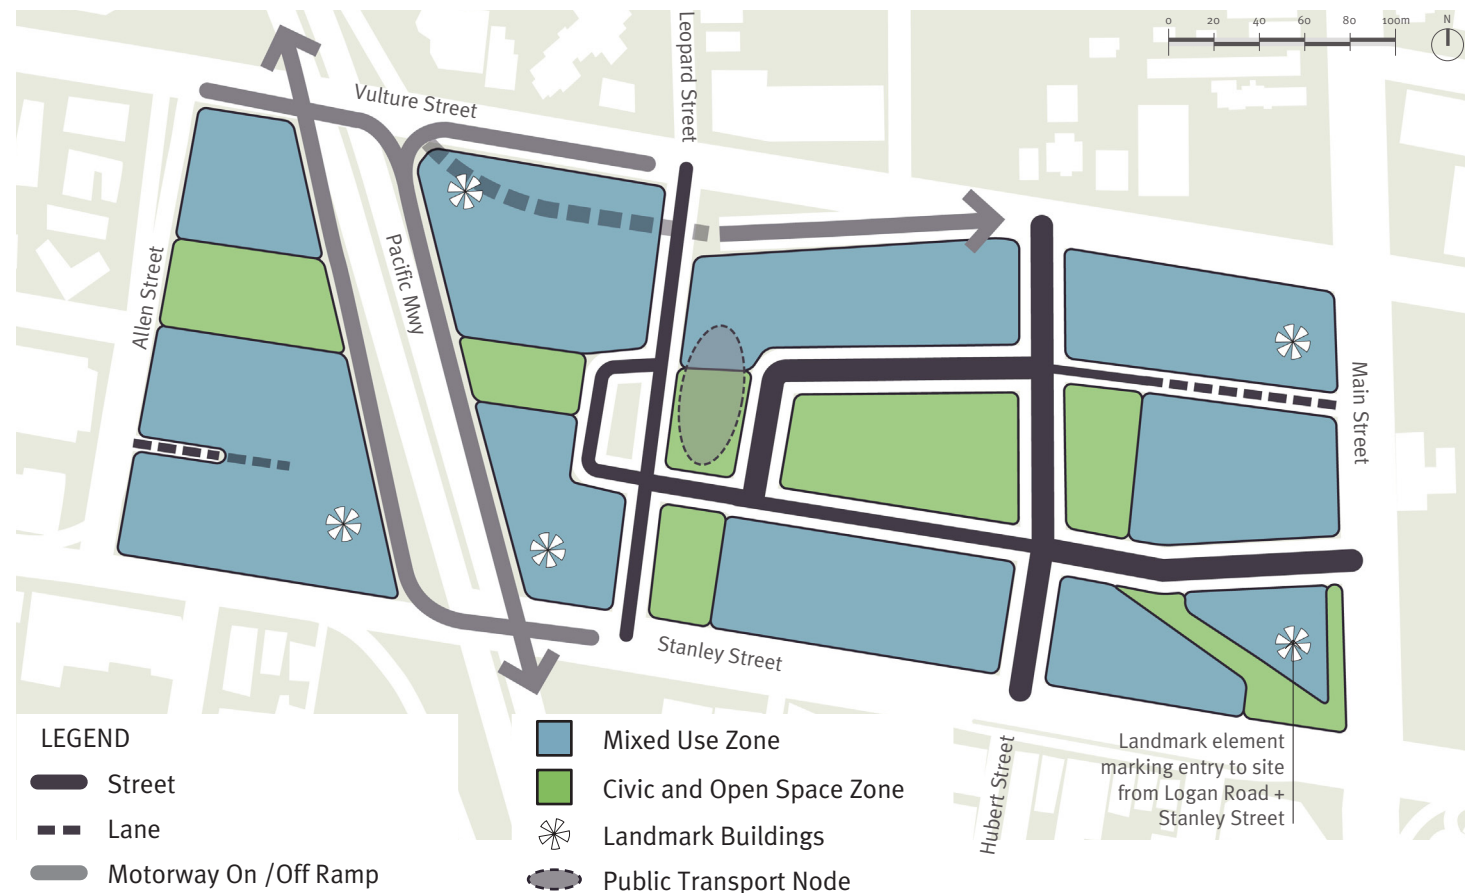 0 20 40 60 80 100m
N
Leopard Street
Vulture Street
Pacific Mwy
Allen Street
Main Street
Stanley Street
Hubert Street
Landmark element
marking entry to site
from Logan Road +
Stanley Street
LEGEND
Street
Lane
Motorway On /Off Ramp
Mixed Use Zone
Civic and Open Space Zone
Landmark Buildings
Public Transport Node